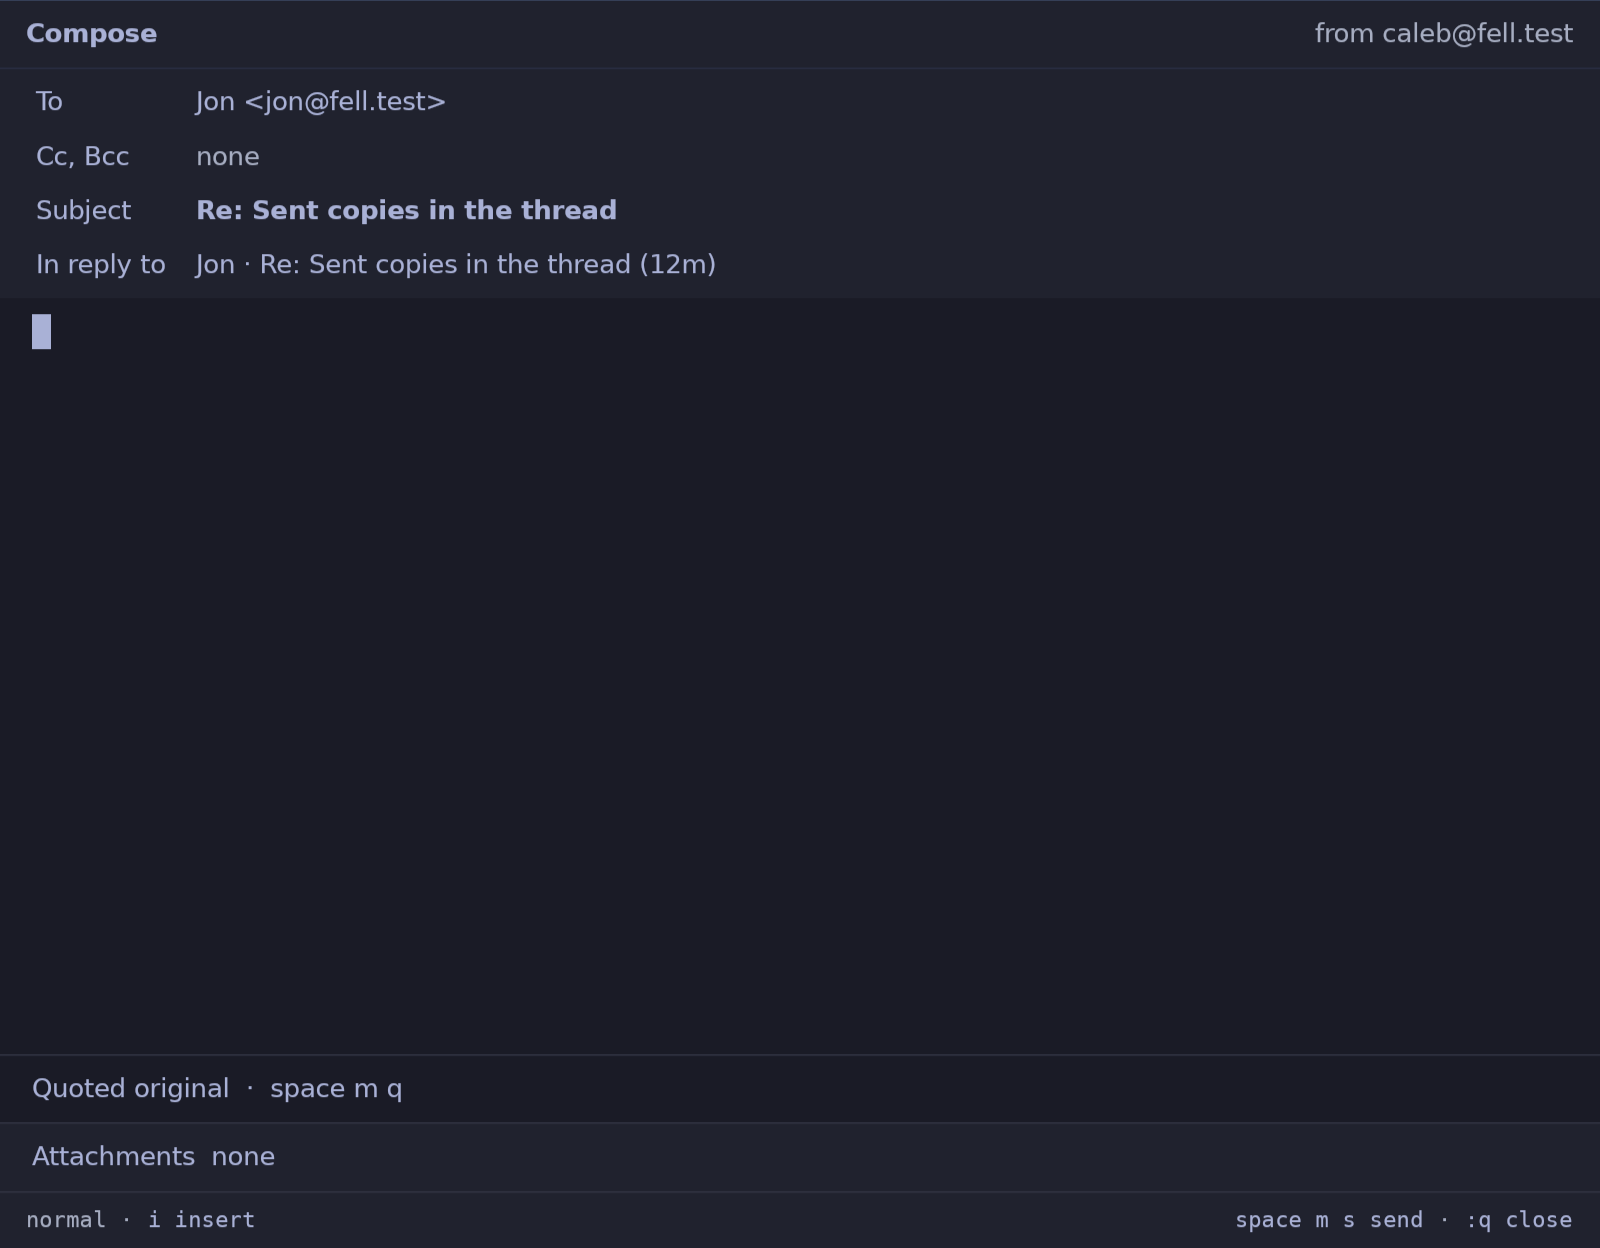 Compose from caleb@fell.test
To Jon <jon@fell.test>
Cc, Bcc none
Subject Re: Sent copies in the thread
In reply to Jon · Re: Sent copies in the thread (12m)
Quoted original · space m q
Attachments none
normal · i insert space m s send · :q close